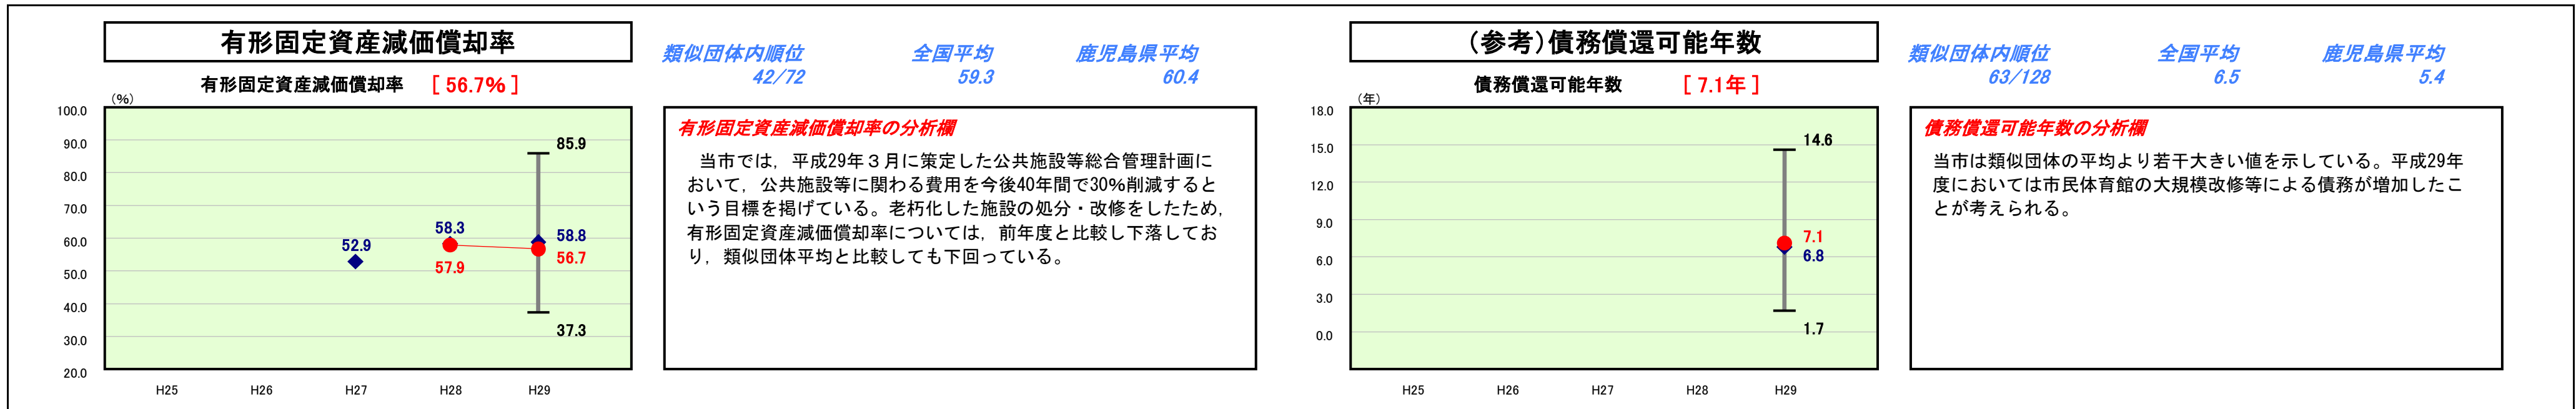 有形固定資産減価償却率
有形固定資産減価償却率 [ 56.7% ]
類似団体内順位 全国平均 鹿児島県平均
42/72 59.3 60.4
(%)
100.0
90.0
80.0
70.0
60.0
50.0
40.0
30.0
20.0
85.9
52.9
58.3
57.9
58.8
56.7
37.3
H25 H26 H27 H28 H29
有形固定資産減価償却率の分析欄
当市では，平成29年３月に策定した公共施設等総合管理計画に
おいて，公共施設等に関わる費用を今後40年間で30%削減すると
いう目標を掲げている。老朽化した施設の処分・改修をしたため，
有形固定資産減価償却率については，前年度と比較し下落してお
り，類似団体平均と比較しても下回っている。
(参考)債務償還可能年数
債務償還可能年数 [ 7.1年 ]
類似団体内順位 全国平均 鹿児島県平均
63/128 6.5 5.4
(年)
18.0
15.0
12.0
9.0
6.0
3.0
0.0
14.6
7.1
6.8
1.7
H25 H26 H27 H28 H29
債務償還可能年数の分析欄
当市は類似団体の平均より若干大きい値を示している。平成29年
度においては市民体育館の大規模改修等による債務が増加したこ
とが考えられる。